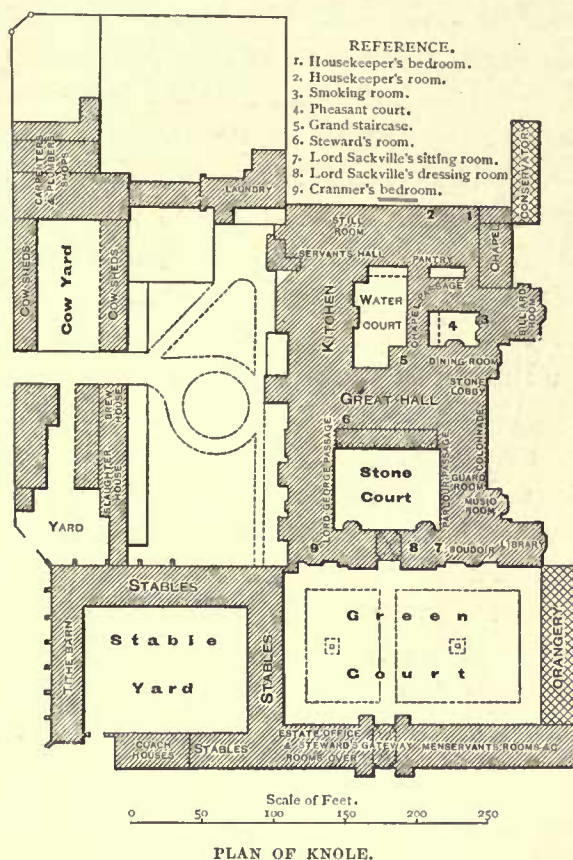 REFERENCE.
1. Housekeeper's bedroom.
2. Housekeeper's room.
3. Smoking room.
4. Pheasant court.
5. Grand staircase.
6. Steward's room.
7. Lord Sackville's sitting room.
8. Lord Sackville's dressing room
9. Cranmer's bedroom.
CARPENTERS
& PLUMBERS
SHOPS
LAUNDRY
CONSERVATORY
STILL
ROOM
2
1
SERVANTS HALL
PANTRY
CHAPEL
COW SHEDS
COW YARD
COW SHEDS
KITCHEN
WATER
COURT
CHAPEL PASSAGE
4
3
BILLIARD
ROOM
5
DINING ROOM
STONE
LOBBY
GREAT HALL
COLONNADE
BREW
HOUSE
SLAUGHTER
HOUSE
YARD
6
LORD GEORGE PASSAGE
Stone
Court
PARLOUR PASSAGE
GUARD
ROOM
MUSIC
ROOM
9
8
7
BOUDOIR
LIBRARY
STABLES
TITHE BARN
Stable
Yard
STABLES
Green
Court
ORANGERY
COACH
HOUSES
STABLES
ESTATE OFFICE
& STEWARD'S
ROOMS OVER
GATEWAY
MENSERVANTS ROOMS &C.
Scale of Feet.
0 50 100 150 200 250
PLAN OF KNOLE.